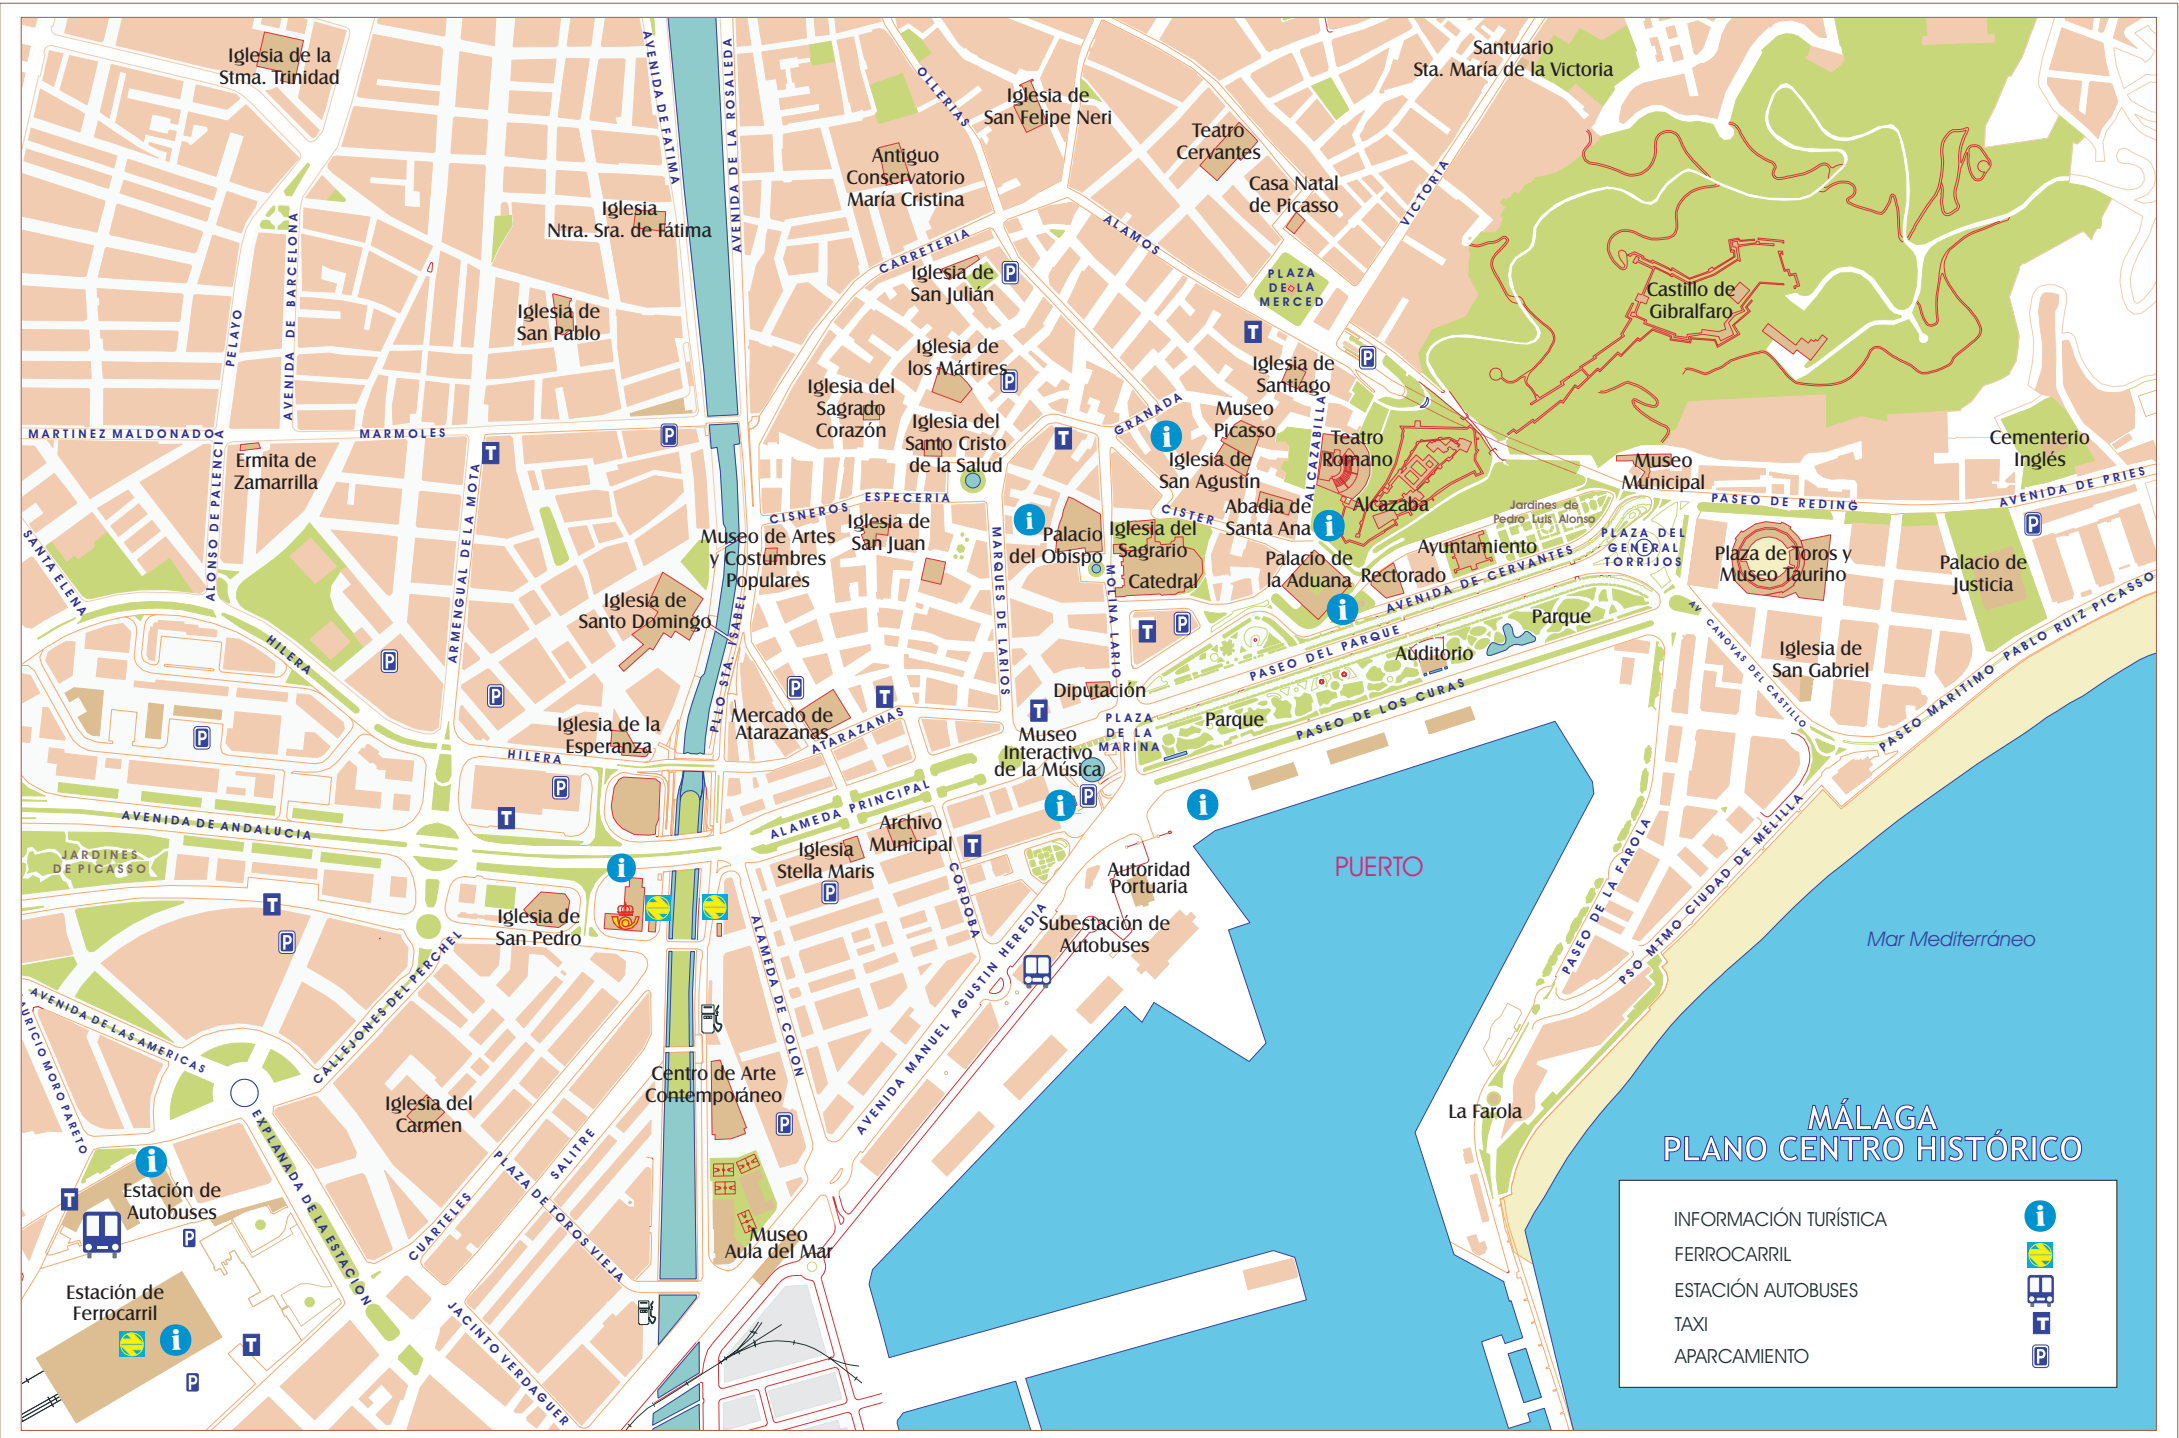 Iglesia de la
Stma. Trinidad
AVENIDA DE FATIMA
AVENIDA DE LA ROSALEDA
OLLERIAS
Iglesia de
San Felipe Neri
Santuario
Sta. María de la Victoria
Teatro
Cervantes
Antiguo
Conservatorio
María Cristina
Casa Natal
de Picasso
VICTORIA
Iglesia
Ntra. Sra. de Fátima
AVENIDA DE BARCELONA
PELAYO
CARRETERIA
ALAMOS
Iglesia de
San Julián
P
PLAZA
DE LA
MERCED
Castillo de
Gibralfaro
Iglesia de
San Pablo
T
Iglesia de
los Mártires
P
Iglesia de
Santiago
P
Iglesia del
Sagrado
Corazón
Iglesia del
Santo Cristo
de la Salud
GRANADA
Museo
Picasso
ALCAZABILLA
Teatro
Romano
MARTINEZ MALDONADO
MARMOLES
P
T
T
i
Iglesia de
San Agustín
Ermita de
Zamarrilla
ALONSO DE PALENCIA
ARMENGUAL DE LA MOTA
Museo
Municipal
Cementerio
Inglés
PASEO DE REDING
AVENIDA DE PRIES
P
ESPECERIA
CISNEROS
Iglesia de
San Juan
MARQUES DE LARIOS
i
Palacio
del Obispo
CISTER
Abadia de
Santa Ana
i
Alcazaba
Jardines de
Pedro Luis Alonso
Iglesia del
Sagrario
Catedral
MOLINA LARIO
Palacio de
la Aduana
Rectorado
Ayuntamiento
AVENIDA DE CERVANTES
PLAZA DEL
GENERAL
TORRIJOS
Plaza de Toros y
Museo Taurino
Palacio de
Justicia
SANTA ELENA
Museo de Artes
y Costumbres
Populares
Iglesia de
Santo Domingo
PLLO STA. ISABEL
HILERA
P
P
P
T
P
i
Parque
PASEO DEL PARQUE
Auditorio
AV. CANOVAS DEL CASTILLO
Iglesia de
San Gabriel
PASEO MARITIMO PABLO RUIZ PICASSO
Diputación
P
T
T
Mercado de
Atarazanas
ATARAZANAS
Iglesia de la
Esperanza
HILERA
P
T
Museo
Interactivo
de la Música
PLAZA
DE LA
MARINA
Parque
PASEO DE LOS CURAS
AVENIDA DE ANDALUCIA
ALAMEDA PRINCIPAL
i
P
i
JARDINES
DE PICASSO
Archivo
Municipal
Iglesia
Stella Maris
T
P
CORDOBA
Autoridad
Portuaria
Subestación de
Autobuses
PUERTO
PASEO DE LA FAROLA
PSO MTMO CIUDAD DE MELILLA
Mar Mediterráneo
i
T
P
Iglesia de
San Pedro
ALAMEDA DE COLON
AVENIDA MANUEL AGUSTIN HEREDIA
AVENIDA DE LAS AMERICAS
MAURICIO MORO PARETO
CALLEJONES DEL PERCHEL
Iglesia del
Carmen
Centro de Arte
Contemporáneo
P
La Farola
EXPLANADA DE LA ESTACION
i
Estación de
Autobuses
T
P
CUARTELES
SALITRE
PLAZA DE TOROS VIEJA
Museo
Aula del Mar
Estación de
Ferrocarril
i
T
P
JACINTO VERDAGUER
MÁLAGA
PLANO CENTRO HISTÓRICO
INFORMACIÓN TURÍSTICA i
FERROCARRIL
ESTACIÓN AUTOBUSES
TAXI T
APARCAMIENTO P